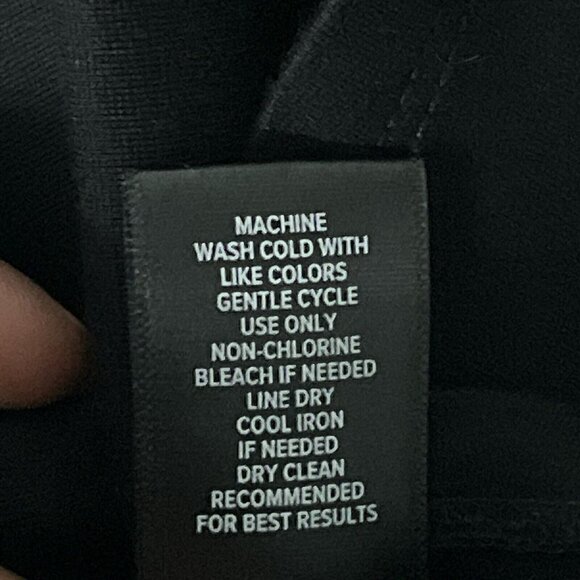 MACHINE
WASH COLD WITH
LIKE COLORS
GENTLE CYCLE
USE ONLY
NON-CHLORINE
BLEACH IF NEEDED
LINE DRY
COOL IRON
IF NEEDED
DRY CLEAN
RECOMMENDED
FOR BEST RESULTS